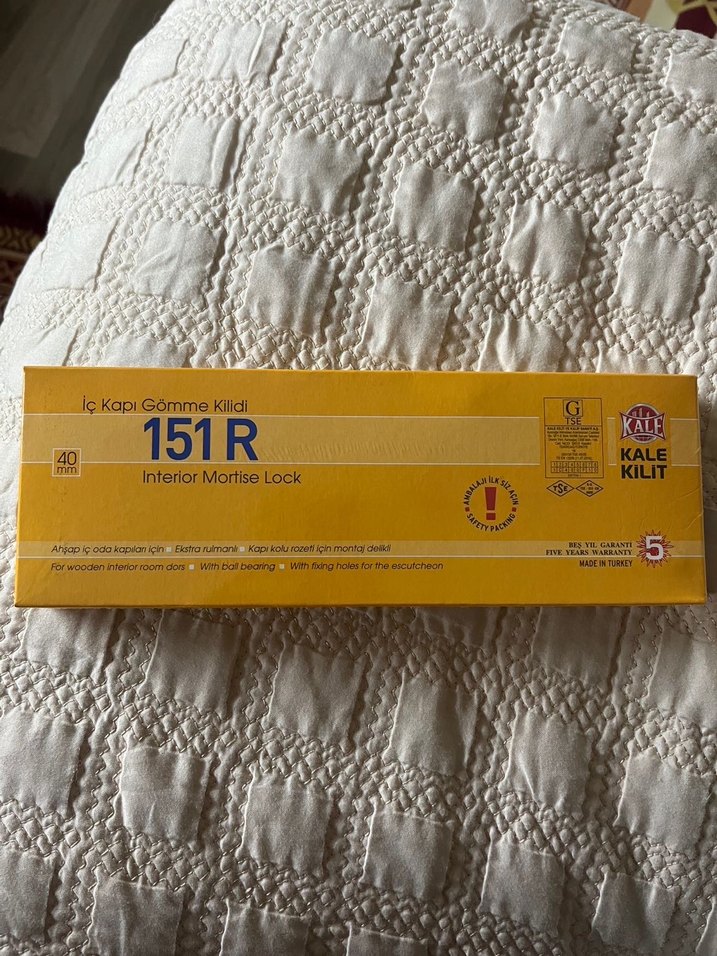 İç Kapı Gömme Kilidi
151 R
40
mm
Interior Mortise Lock
G
TSE
KALE
KALE
KİLİT
AMBALAJI İLK SİZ AÇIN
SAFETY PACKING
!
TSE
Ahşap iç oda kapıları için ■ Ekstra rulmanlı ■ Kapı kolu rozeti için montaj delikli
For wooden interior room dors ■ With ball bearing ■ With fixing holes for the escutcheon
BEŞ YIL GARANTİ
FIVE YEARS WARRANTY
5
MADE IN TURKEY